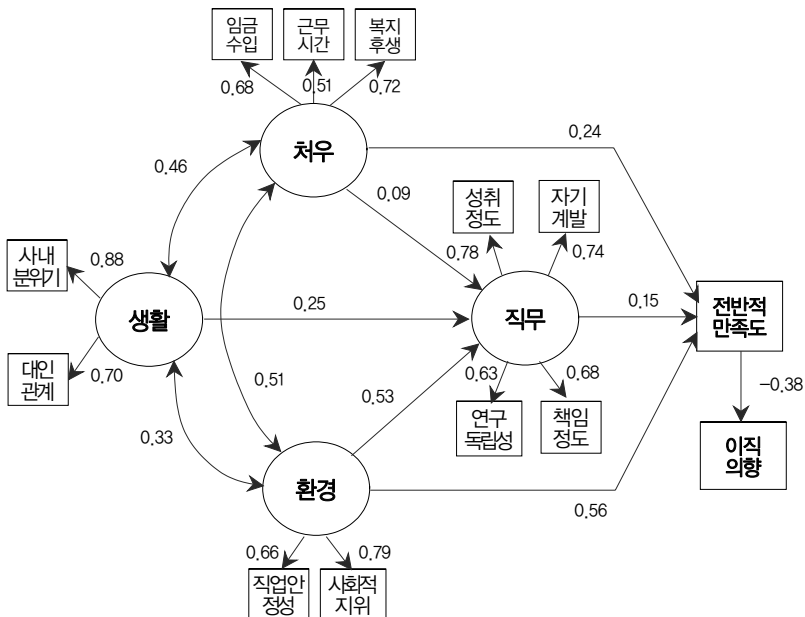 임금
수입
근무
시간
복지
후생
0.68
0.51
0.72
처우
0.24
0.46
0.09
성취
정도
자기
계발
0.78
0.74
사내
분위기
0.88
생활
0.25
직무
0.15
전반적
만족도
대인
관계
0.70
0.51
0.53
0.63
0.68
-0.38
연구
독립성
책임
정도
이직
의향
0.33
환경
0.56
0.66
0.79
직업안
정성
사회적
지위